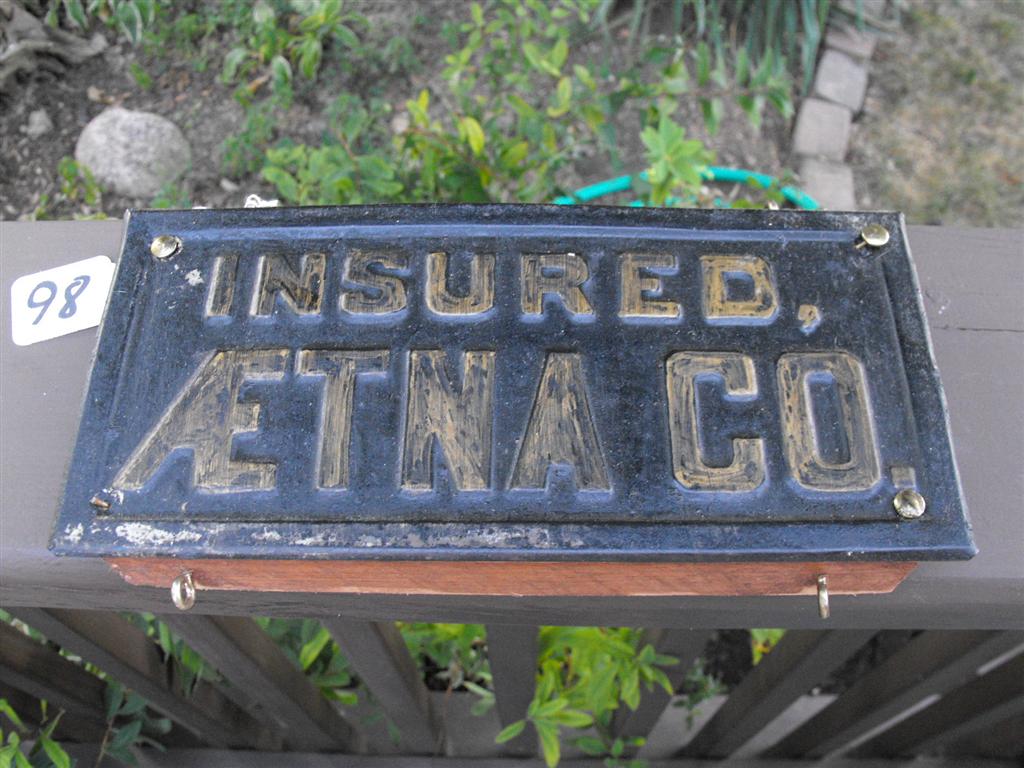 98
INSURED,
ÆTNA CO.